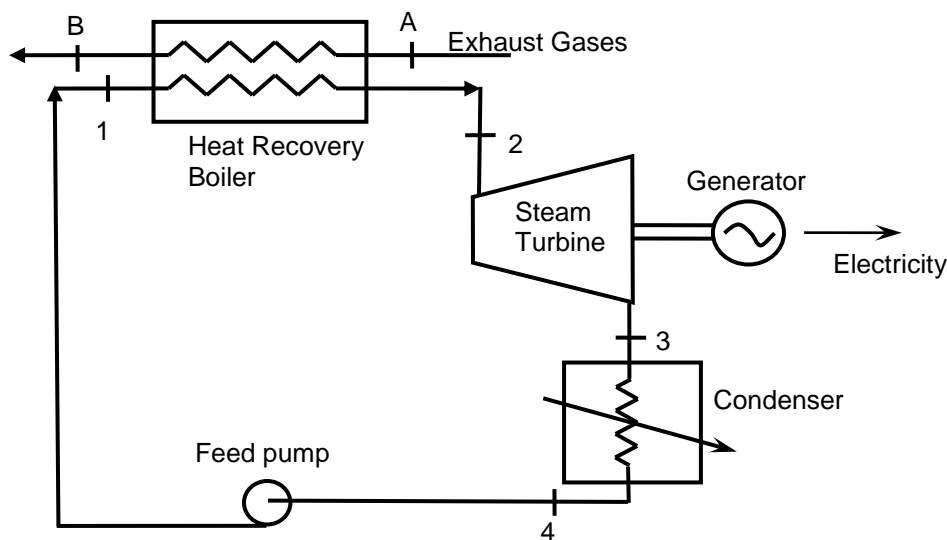 B
A
Exhaust Gases
1
Heat Recovery
Boiler
2
Generator
Steam
Turbine
Electricity
3
Condenser
Feed pump
4